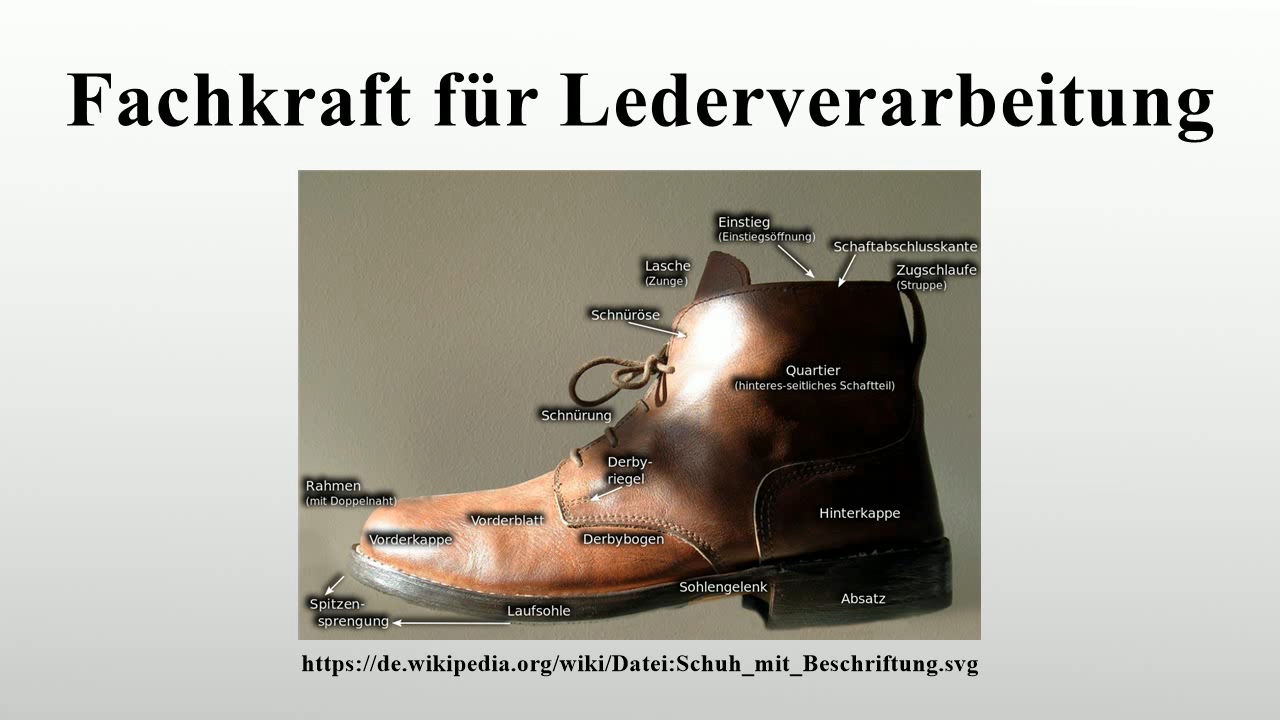 Fachkraft für Lederverarbeitung
Einstieg
(Einstiegsöffnung)
Schaftabschlusskante
Lasche
(Zunge)
Zugschlaufe
(Struppe)
Schnüröse
Quartier
(hinteres-seitliches Schaftteil)
Schnürung
Derby-
riegel
Rahmen
(mit Doppelnaht)
Vorderblatt
Hinterkappe
Vorderkappe
Derbybogen
Sohlengelenk
Absatz
Spitzen-
sprengung
Laufsohle
https://de.wikipedia.org/wiki/Datei:Schuh_mit_Beschriftung.svg